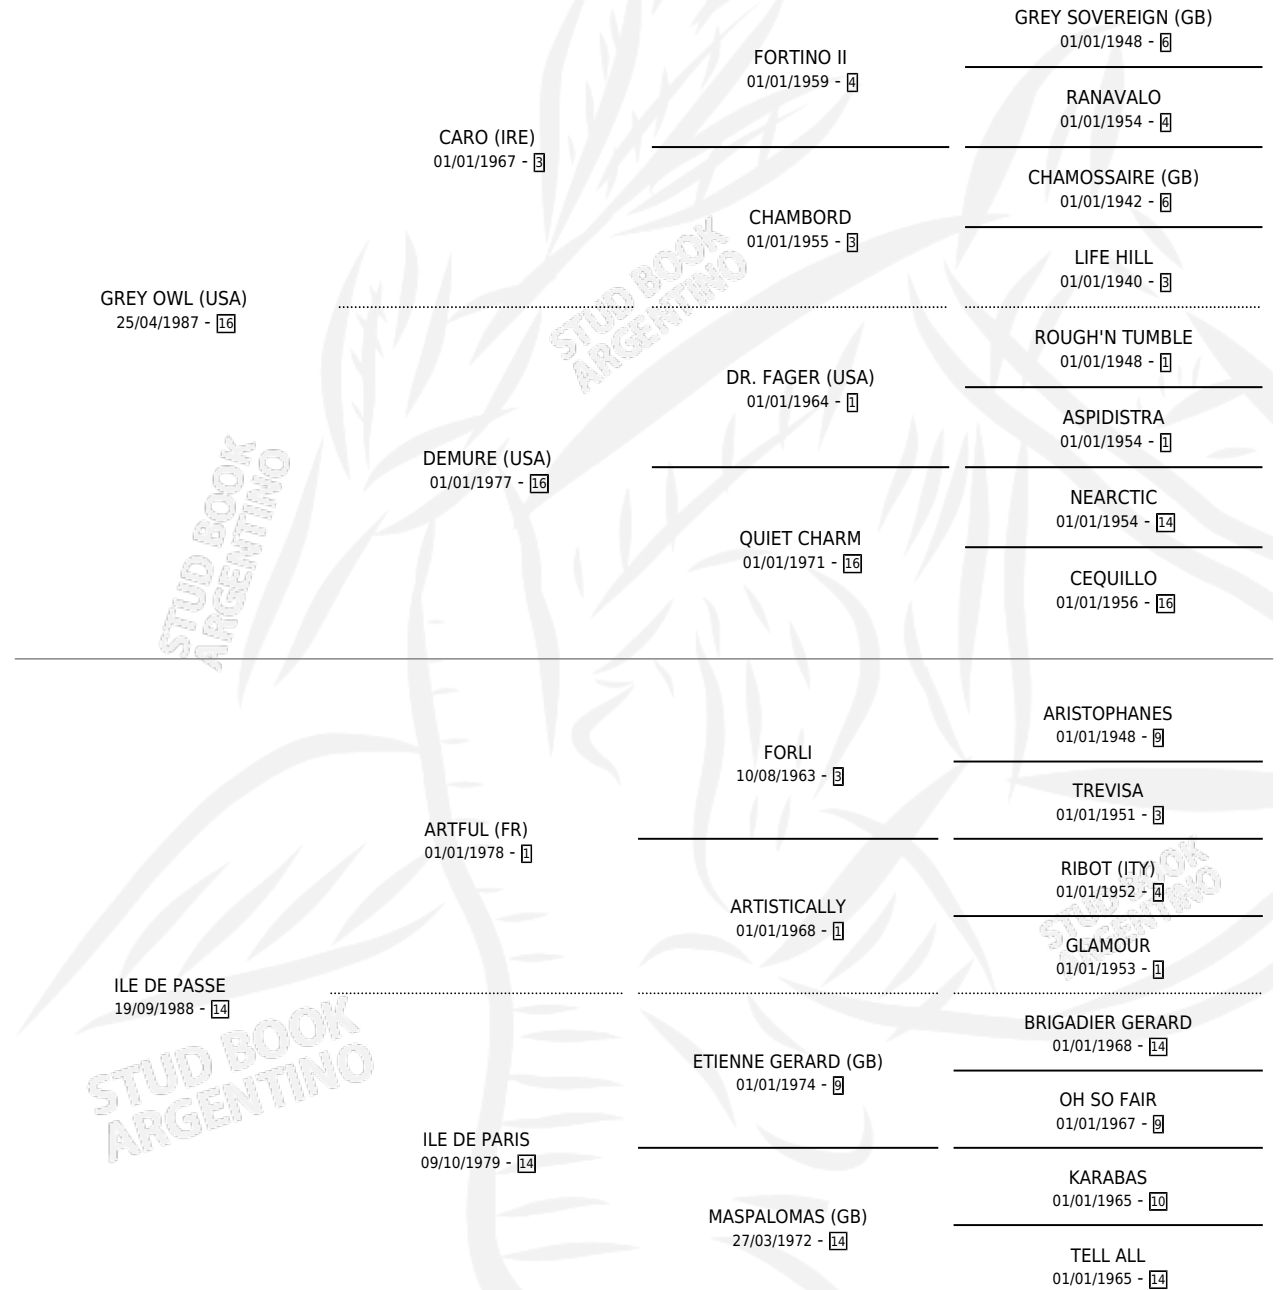 GREY SOVEREIGN (GB)
01/01/1948 - 6
FORTINO II
01/01/1959 - 4
RANAVALO
01/01/1954 - 4
CARO (IRE)
01/01/1967 - 3
CHAMOSSAIRE (GB)
01/01/1942 - 6
CHAMBORD
01/01/1955 - 3
LIFE HILL
01/01/1940 - 3
GREY OWL (USA)
25/04/1987 - 16
STUD BOOK
ARGENTINO
ROUGH'N TUMBLE
01/01/1948 - 1
DR. FAGER (USA)
01/01/1964 - 1
ASPIDISTRA
01/01/1954 - 1
DEMURE (USA)
01/01/1977 - 16
NEARCTIC
01/01/1954 - 14
QUIET CHARM
01/01/1971 - 16
CEQUILLO
01/01/1956 - 16
STUD BOOK
ARGENTINO
ARISTOPHANES
01/01/1948 - 9
FORLI
10/08/1963 - 3
TREVISA
01/01/1951 - 3
ARTFUL (FR)
01/01/1978 - 1
RIBOT (ITY)
01/01/1952 - 4
ARTISTICALLY
01/01/1968 - 1
GLAMOUR
01/01/1953 - 1
STUD BOOK
ARGENTINO
ILE DE PASSE
19/09/1988 - 14
BRIGADIER GERARD
01/01/1968 - 14
ETIENNE GERARD (GB)
01/01/1974 - 9
OH SO FAIR
01/01/1967 - 9
STUD BOOK
ARGENTINO
ILE DE PARIS
09/10/1979 - 14
KARABAS
01/01/1965 - 10
MASPALOMAS (GB)
27/03/1972 - 14
TELL ALL
01/01/1965 - 14